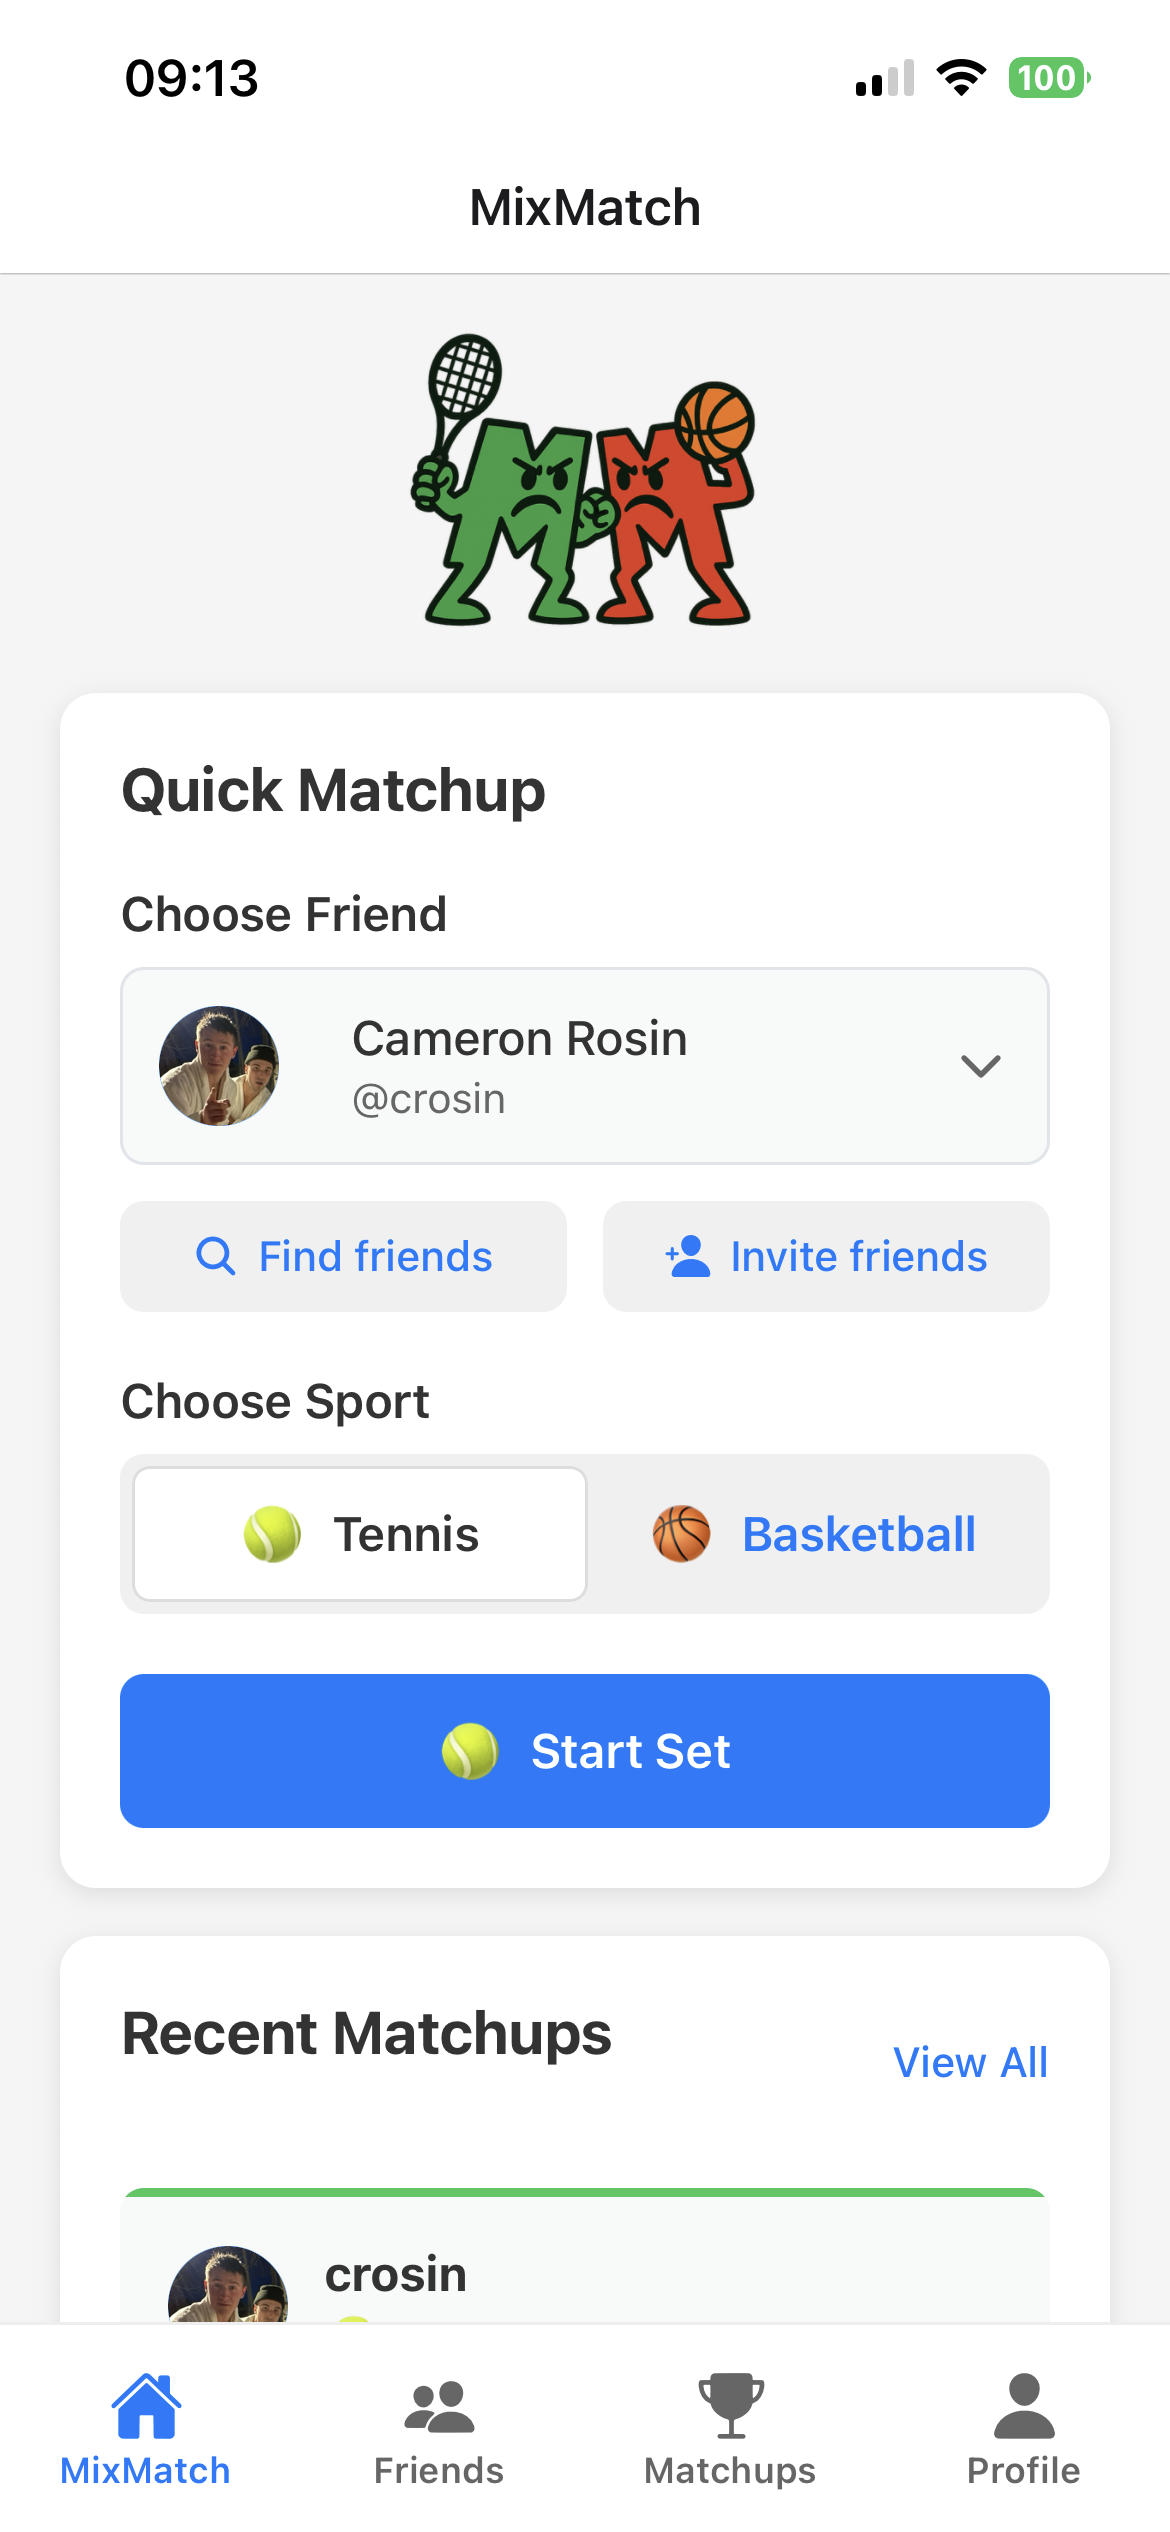 09:13
100
MixMatch
Quick Matchup
Choose Friend
Cameron Rosin
@crosin
Find friends
Invite friends
Choose Sport
Tennis
Basketball
Start Set
Recent Matchups
View All
crosin
MixMatch
Friends
Matchups
Profile